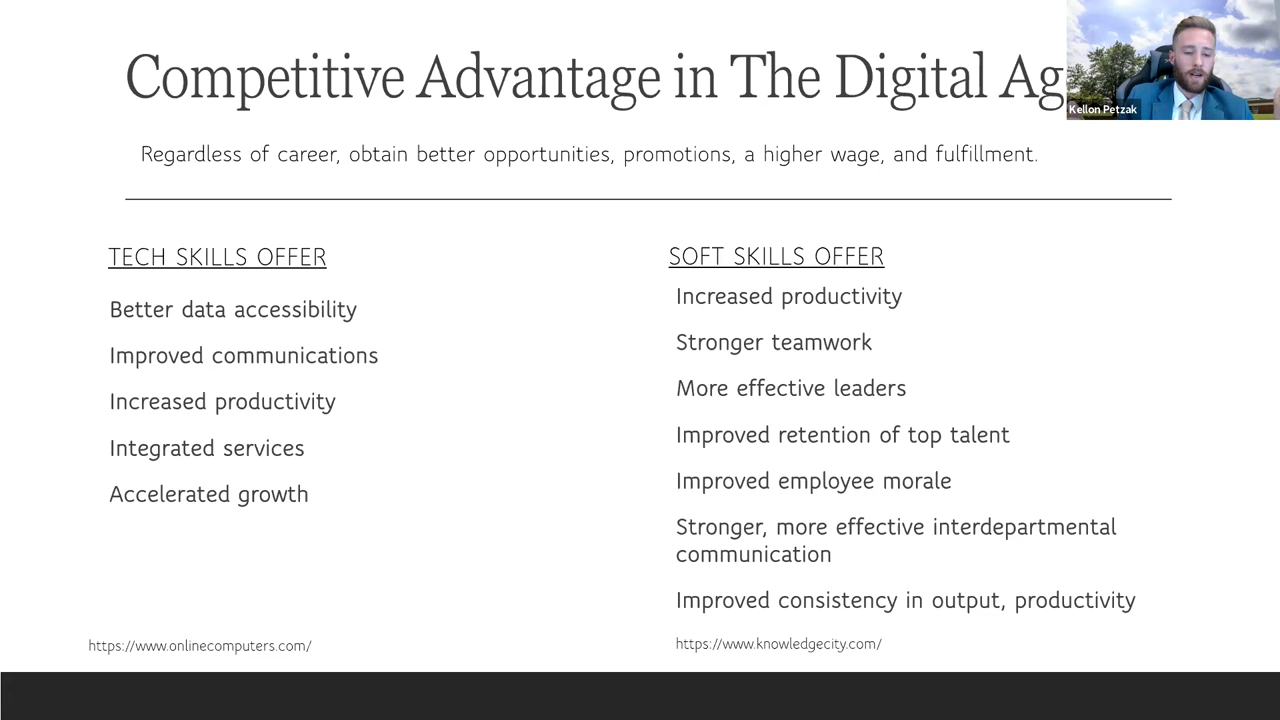 Competitive Advantage in The Digital Ag
Kellon Petzak
Regardless of career, obtain better opportunities, promotions, a higher wage, and fulfillment.
TECH SKILLS OFFER
Better data accessibility
Improved communications
Increased productivity
Integrated services
Accelerated growth
https://www.onlinecomputers.com/
SOFT SKILLS OFFER
Increased productivity
Stronger teamwork
More effective leaders
Improved retention of top talent
Improved employee morale
Stronger, more effective interdepartmental
communication
Improved consistency in output, productivity
https://www.knowledgecity.com/